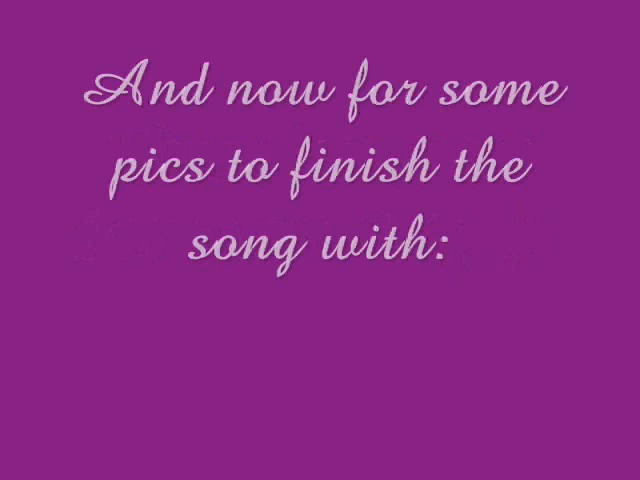 And now for some
pics to finish the
song with: